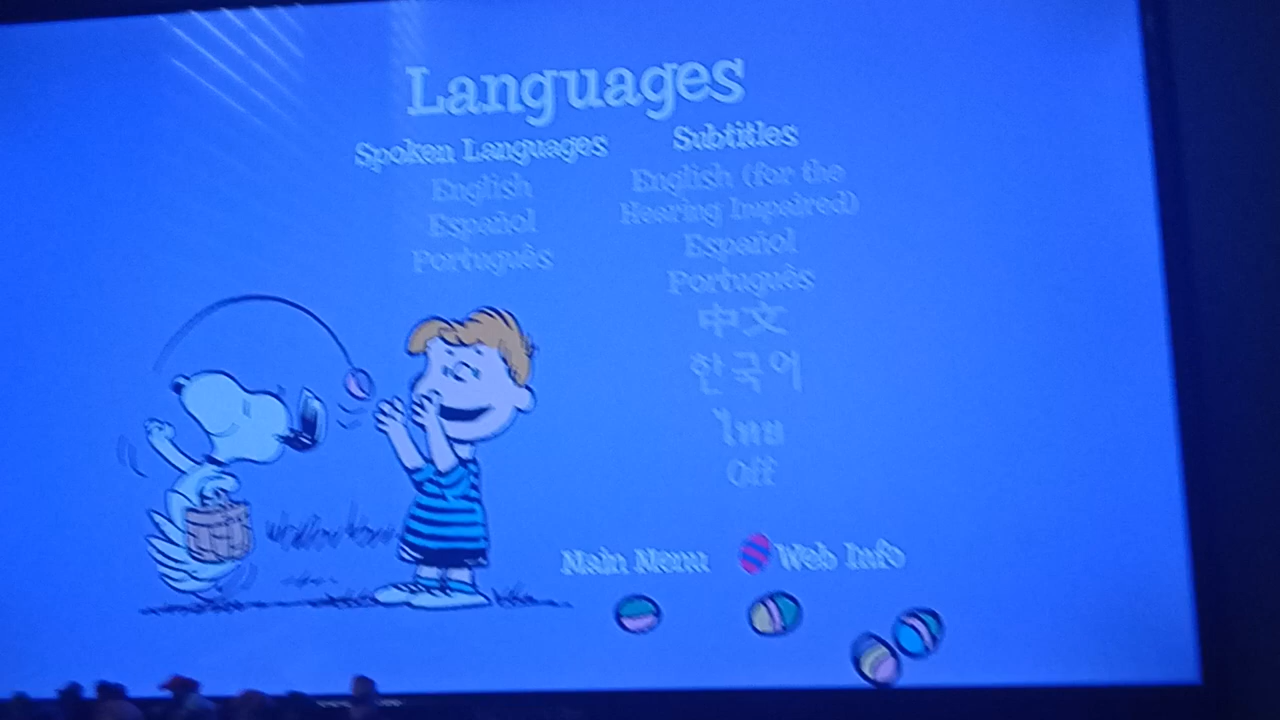 Languages
Spoken Languages
English
Español
Português
Subtitles
English (for the
Hearing Impaired)
Español
Português
中文
한국어
ไทย
Off
Main Menu
Web Info